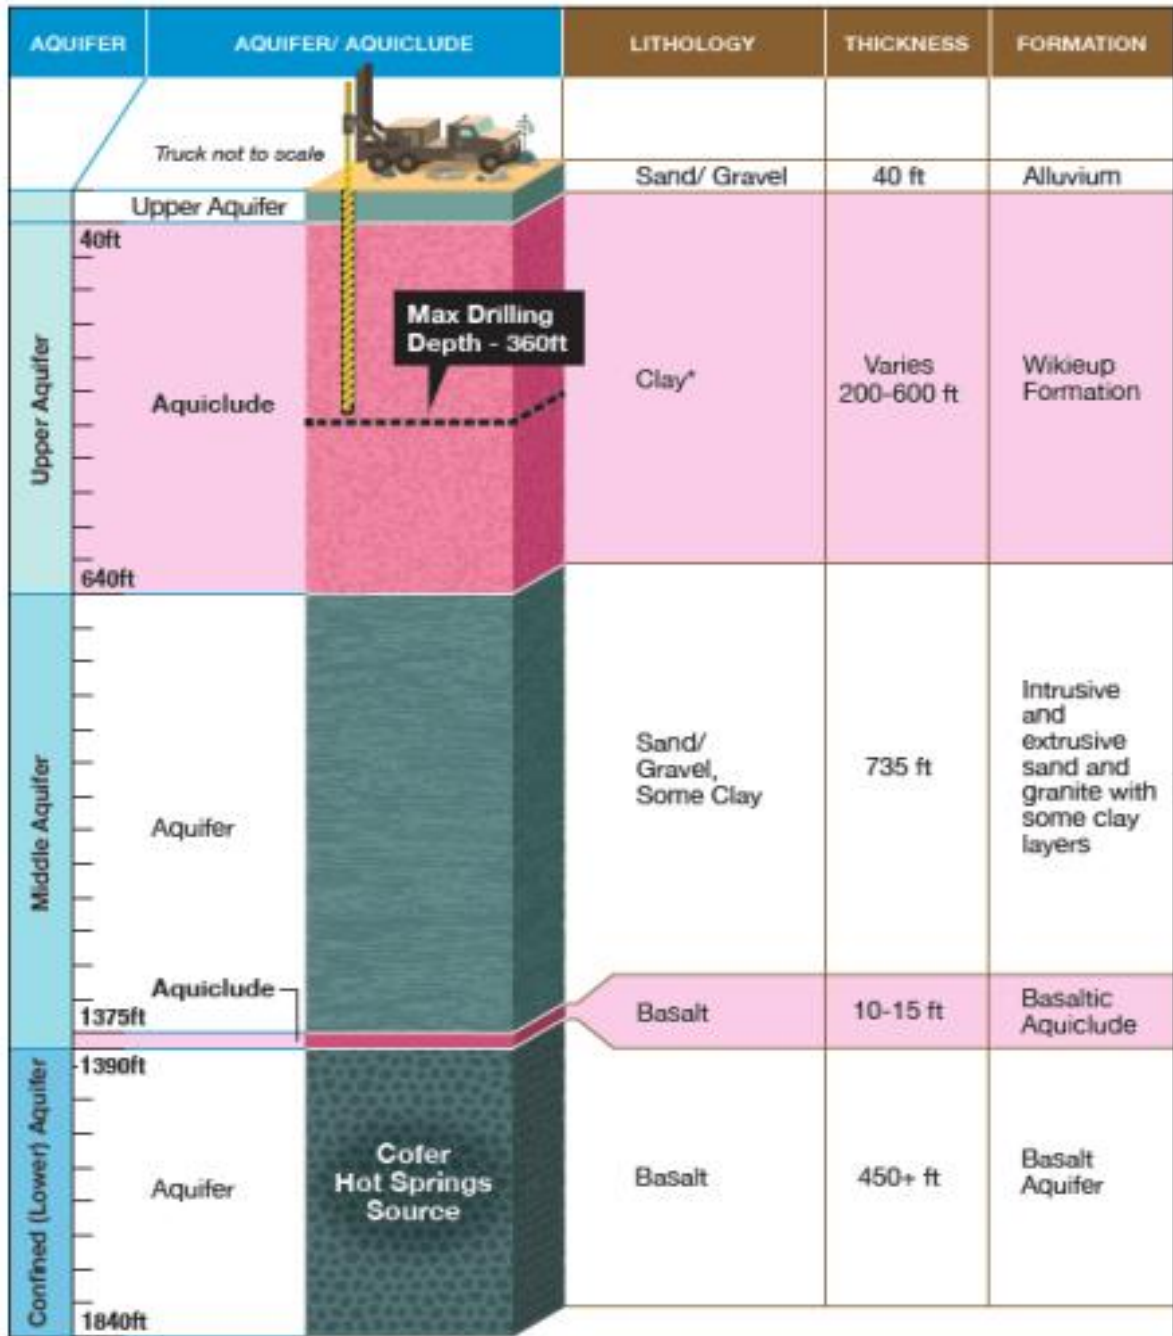 AQUIFER
AQUIFER/ AQUICLUDE
LITHOLOGY
THICKNESS
FORMATION
Truck not to scale
Sand/ Gravel
40 ft
Alluvium
Upper Aquifer
40ft
Upper Aquifer
Max Drilling
Depth - 360ft
Aquiclude
Clay*
Varies
200-600 ft
Wikieup
Formation
640ft
Middle Aquifer
Aquifer
Sand/
Gravel,
Some Clay
735 ft
Intrusive
and
extrusive
sand and
granite with
some clay
layers
Aquiclude
1375ft
Basalt
10-15 ft
Basaltic
Aquiclude
1390ft
Confined (Lower) Aquifer
Aquifer
Cofer
Hot Springs
Source
Basalt
450+ ft
Basalt
Aquifer
1840ft